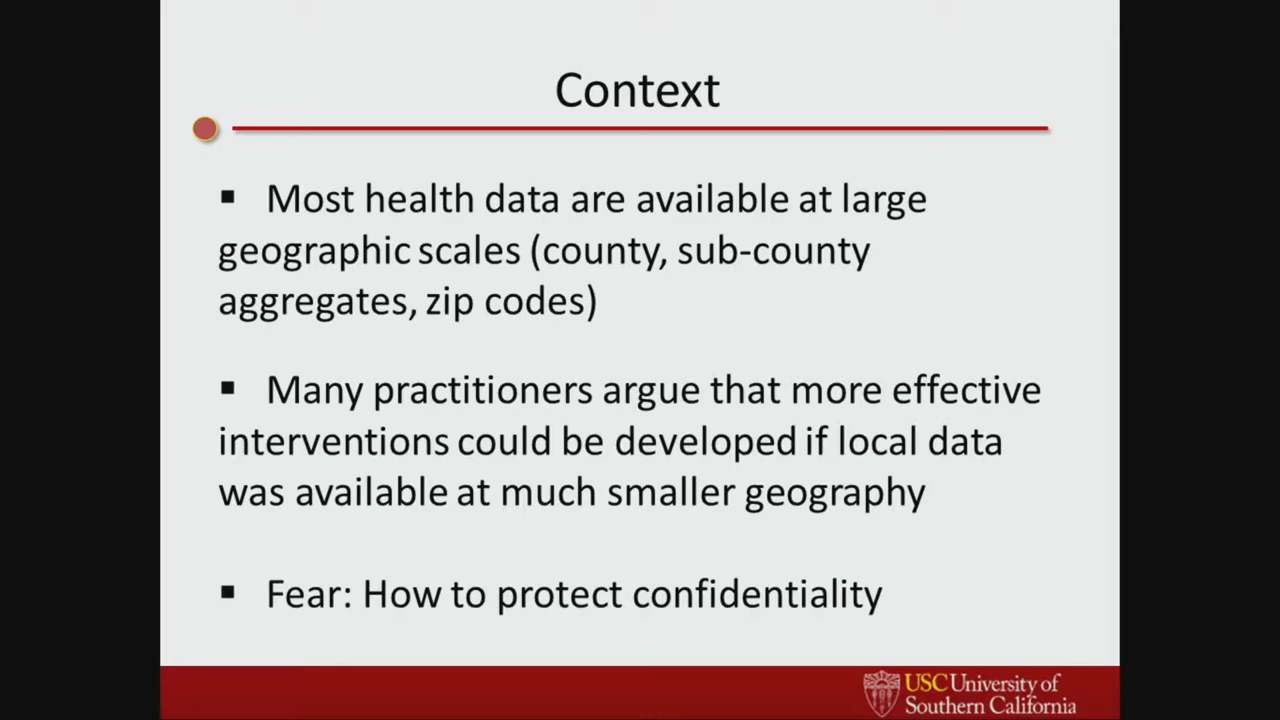 Context
▪ Most health data are available at large
geographic scales (county, sub-county
aggregates, zip codes)
▪ Many practitioners argue that more effective
interventions could be developed if local data
was available at much smaller geography
▪ Fear: How to protect confidentiality
USC University of
Southern California